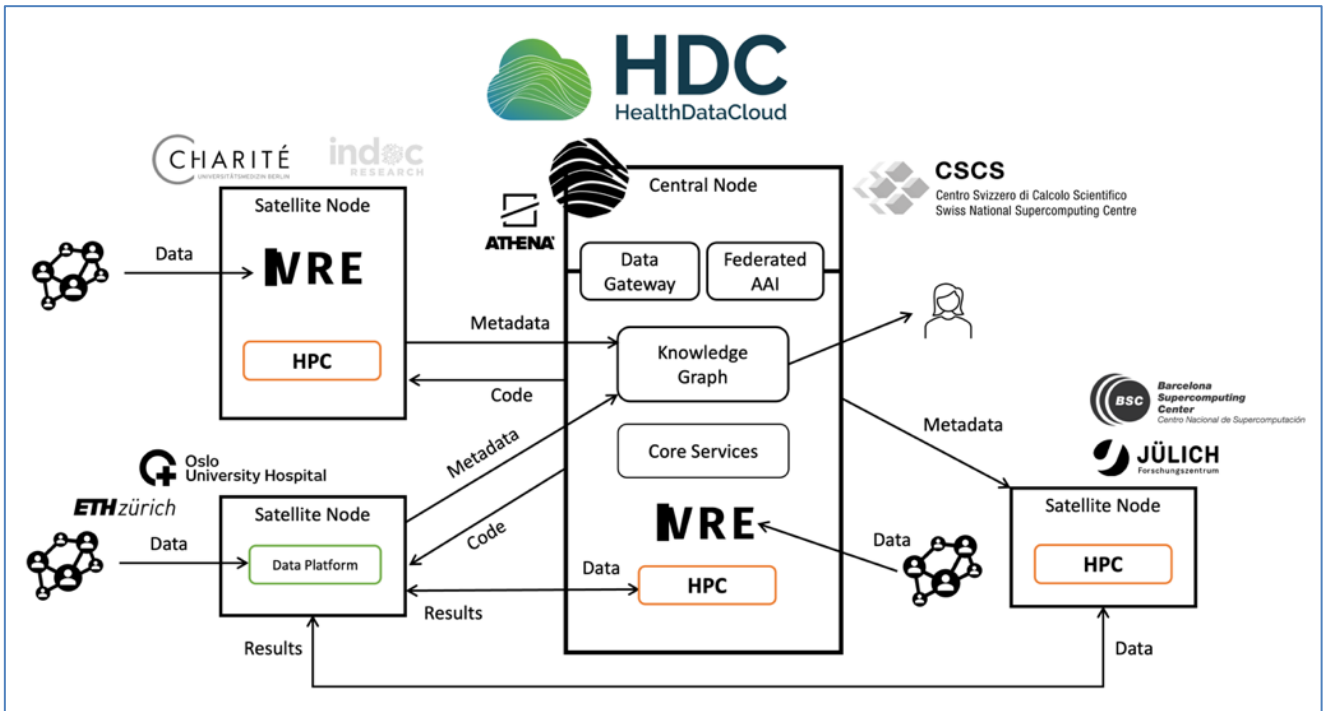 HDC
HealthDataCloud
CHARITÉ
UNIVERSITÄTSMEDIZIN BERLIN
indoc
RESEARCH
Satellite Node
Data
VRE
HPC
ATHENA
Central Node
Data
Gateway
Federated
AAI
Knowledge
Graph
Core Services
VRE
HPC
CSCS
Centro Svizzero di Calcolo Scientifico
Swiss National Supercomputing Centre
Metadata
Code
Metadata
Code
Data
Results
Oslo
University Hospital
ETH zürich
Satellite Node
Data
Data Platform
Results
Metadata
BSC
Barcelona
Supercomputing
Center
Centro Nacional de Supercomputación
JÜLICH
Forschungszentrum
Satellite Node
HPC
Data
Data